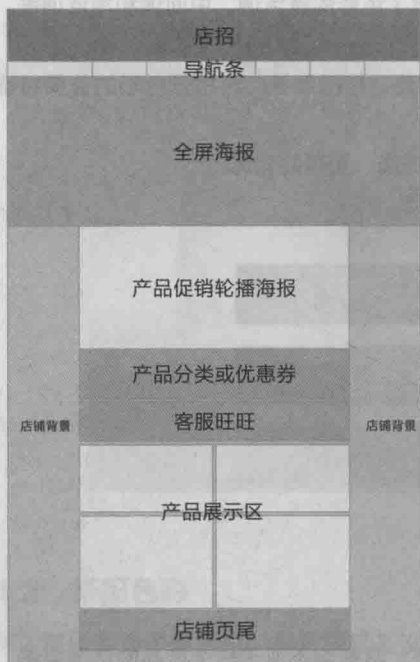 店招
导航条
全屏海报
产品促销轮播海报
产品分类或优惠券
客服旺旺
店铺背景
店铺背景
产品展示区
店铺页尾